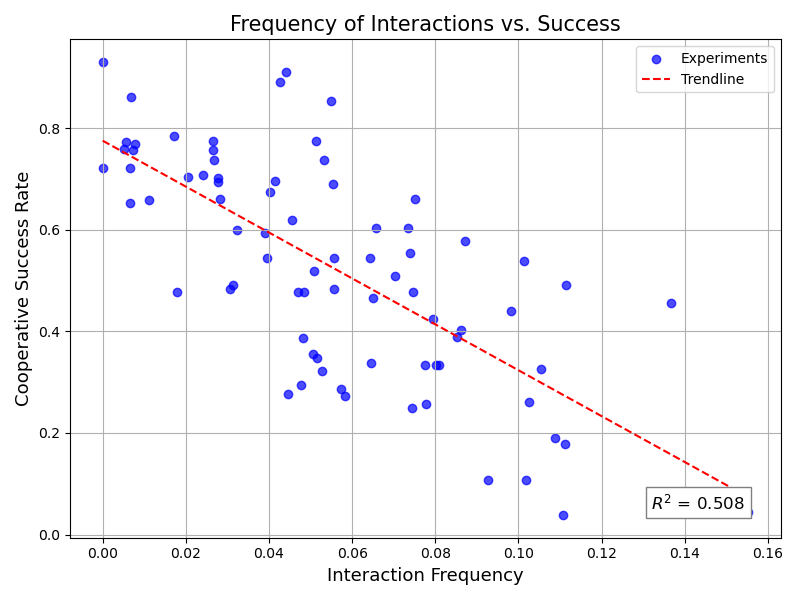 Frequency of Interactions vs. Success
Experiments
Trendline
Cooperative Success Rate
0.8
0.6
0.4
0.2
0.0
R² = 0.508
0.00 0.02 0.04 0.06 0.08 0.10 0.12 0.14 0.16
Interaction Frequency